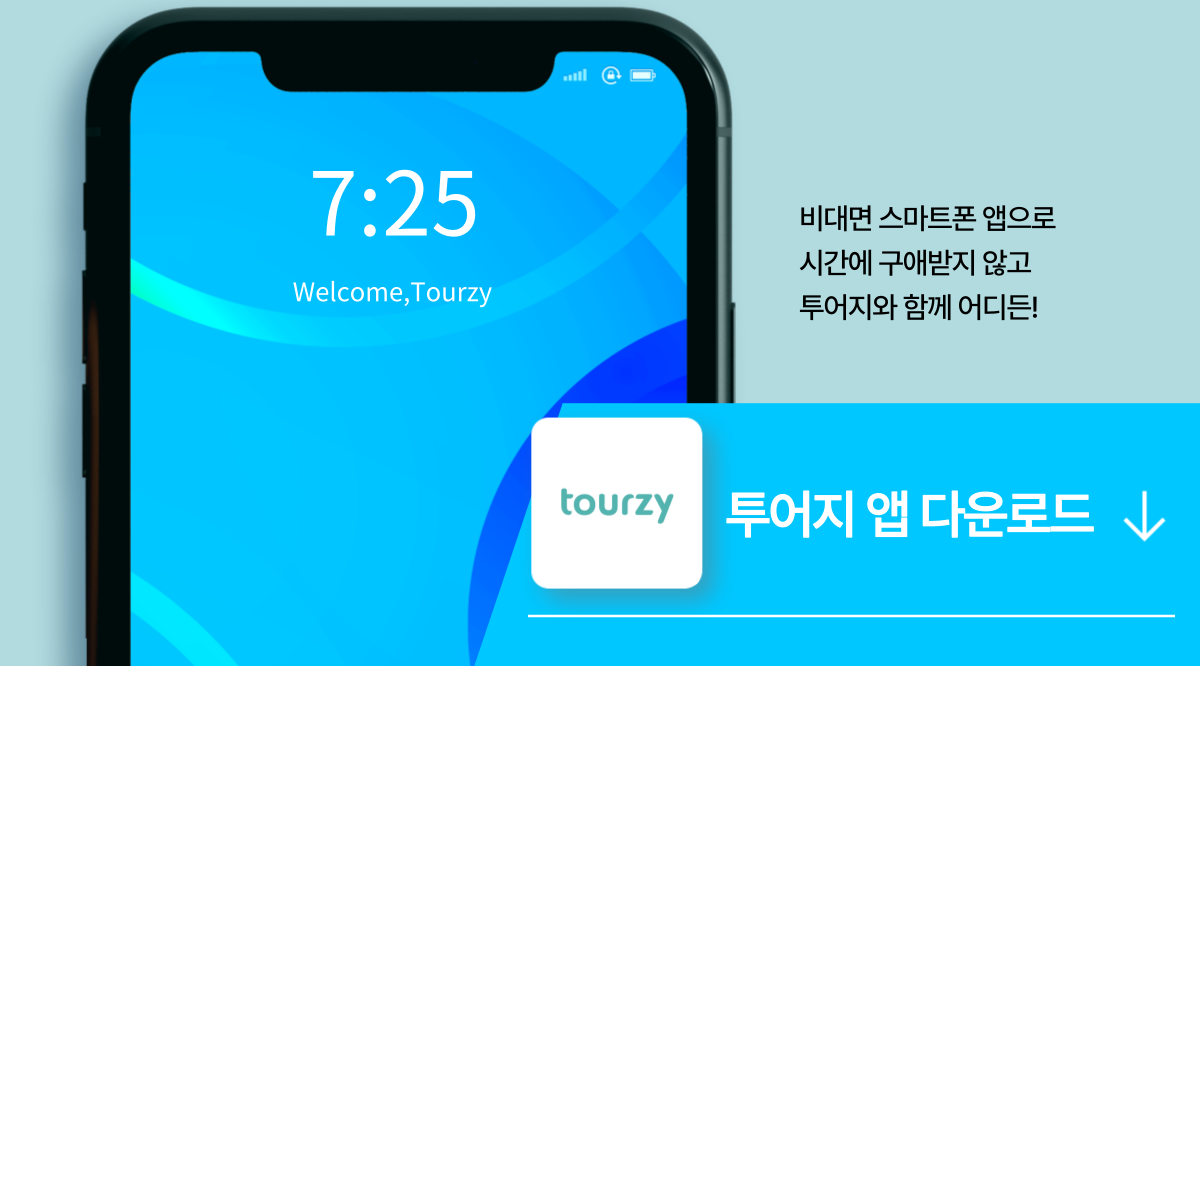 7:25
Welcome,Tourzy
비대면 스마트폰 앱으로
시간에 구애받지 않고
투어지와 함께 어디든!
tourzy
투어지 앱 다운로드